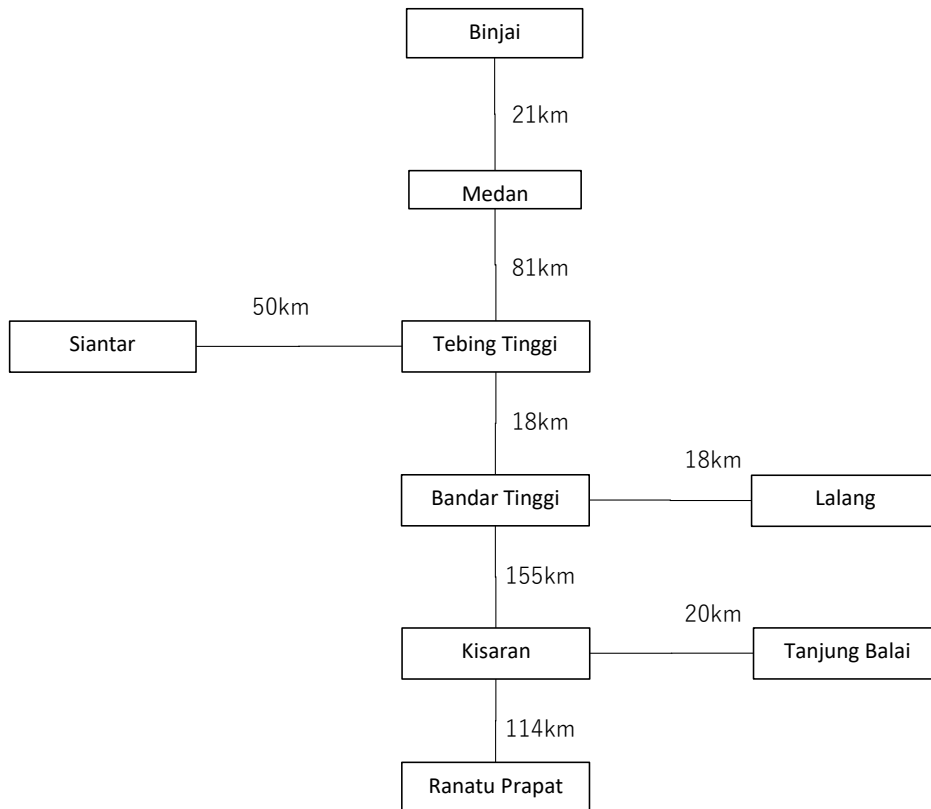 Binjai
21km
Medan
81km
50km
Siantar
Tebing Tinggi
18km
18km
Bandar Tinggi
Lalang
155km
20km
Kisaran
Tanjung Balai
114km
Ranatu Prapat